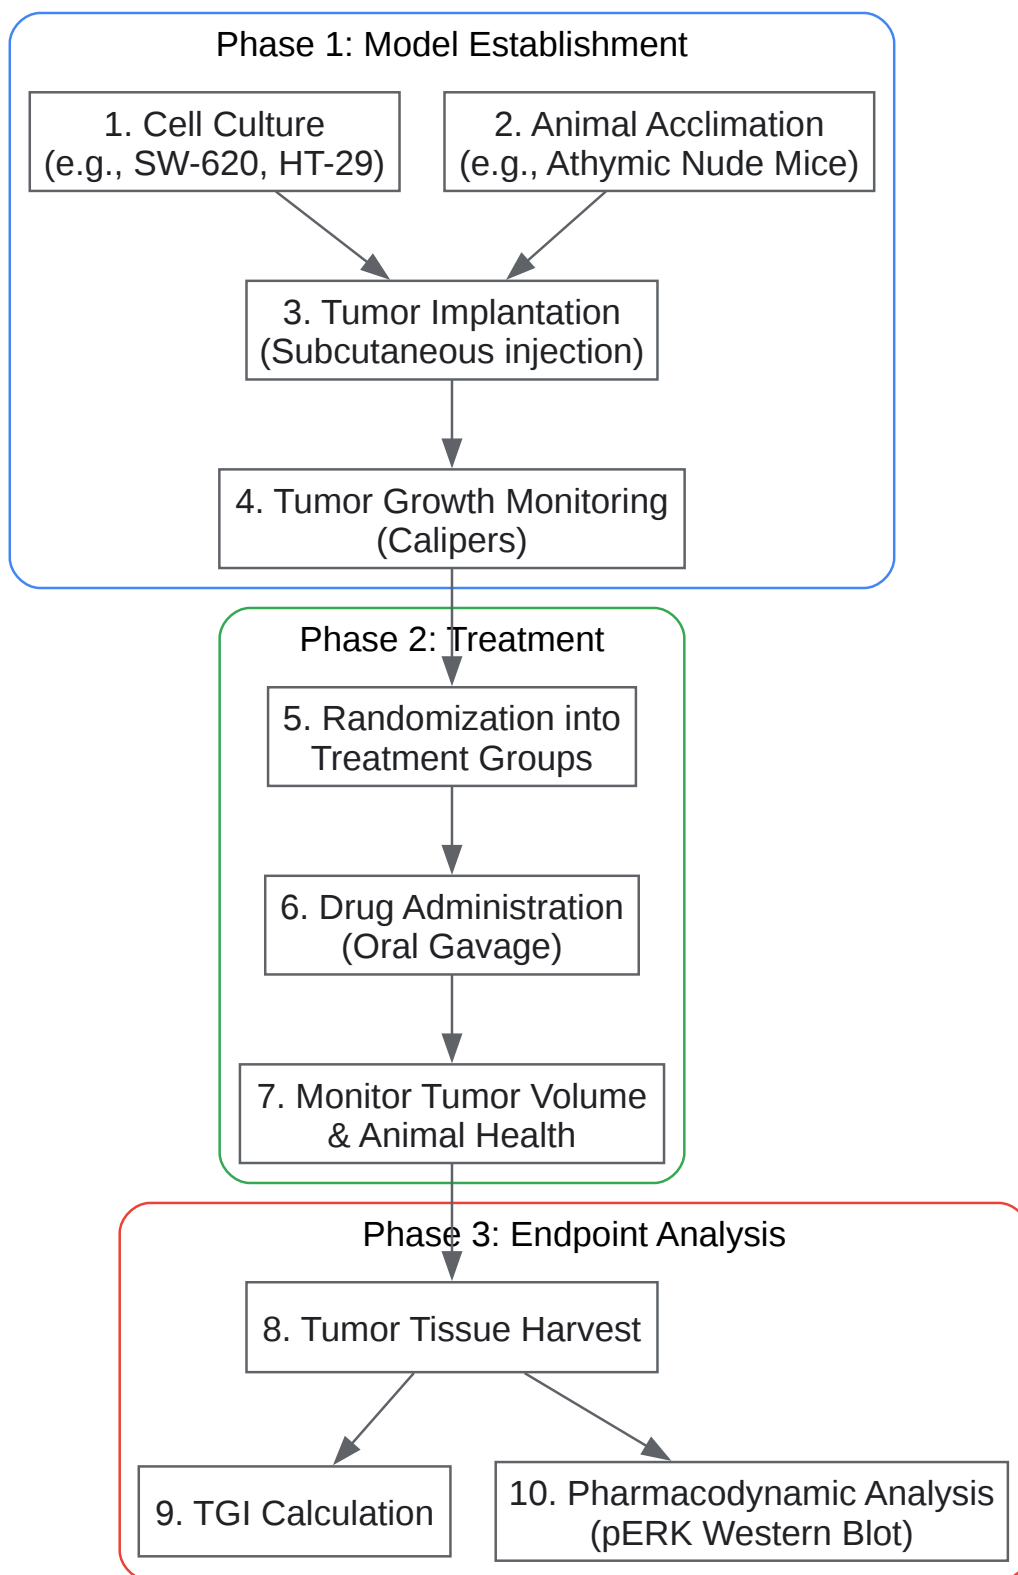 Phase 1: Model Establishment
1. Cell Culture
(e.g., SW-620, HT-29)
2. Animal Acclimation
(e.g., Athymic Nude Mice)
3. Tumor Implantation
(Subcutaneous injection)
4. Tumor Growth Monitoring
(Calipers)
Phase 2: Treatment
5. Randomization into
Treatment Groups
6. Drug Administration
(Oral Gavage)
7. Monitor Tumor Volume
& Animal Health
Phase 3: Endpoint Analysis
8. Tumor Tissue Harvest
9. TGI Calculation
10. Pharmacodynamic Analysis
(pERK Western Blot)